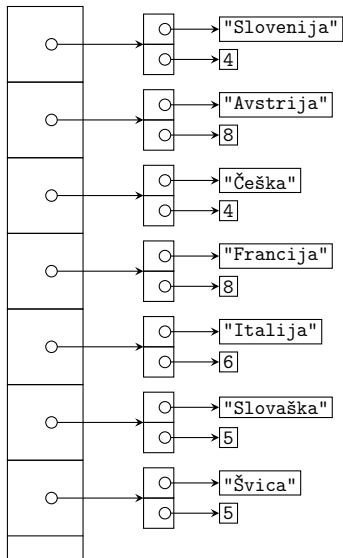 "Slovenija"
4
"Avstrija"
8
"Češka"
4
"Francija"
8
"Italija"
6
"Slovaška"
5
"Švica"
5